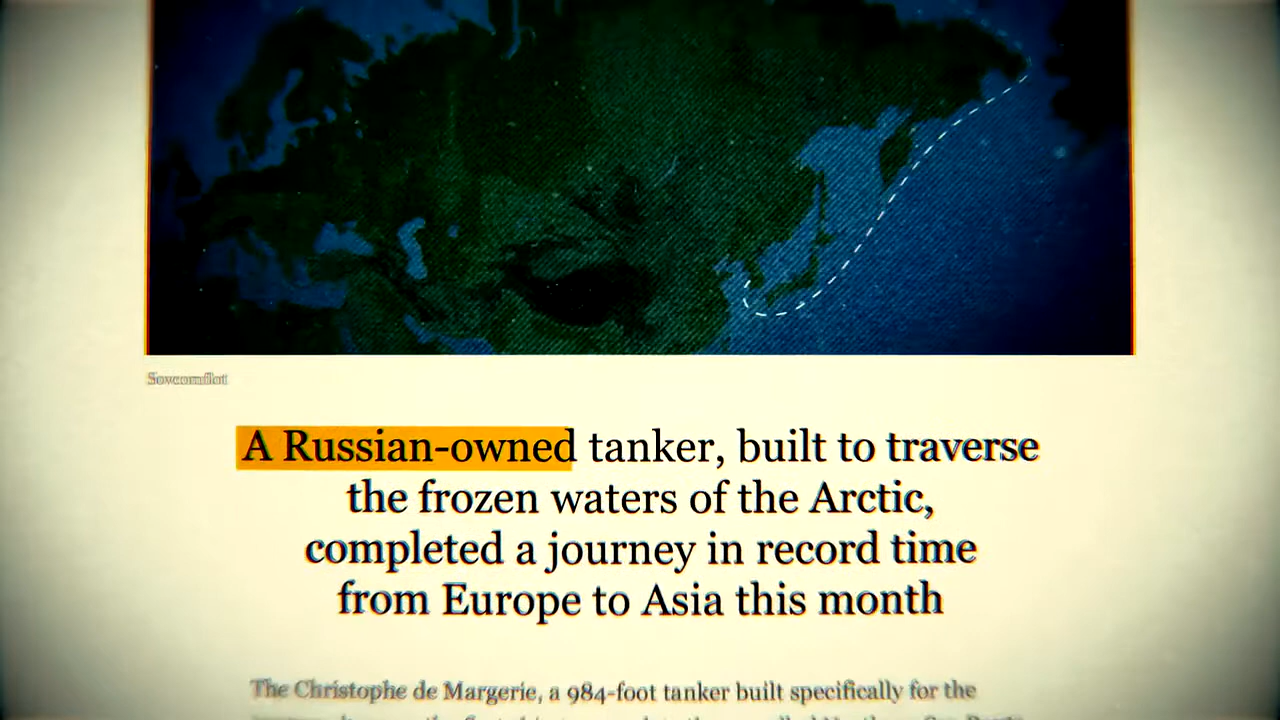 Sovcomflot
A Russian-owned tanker, built to traverse
the frozen waters of the Arctic,
completed a journey in record time
from Europe to Asia this month
The Christophe de Margerie, a 984-foot tanker built specifically for the